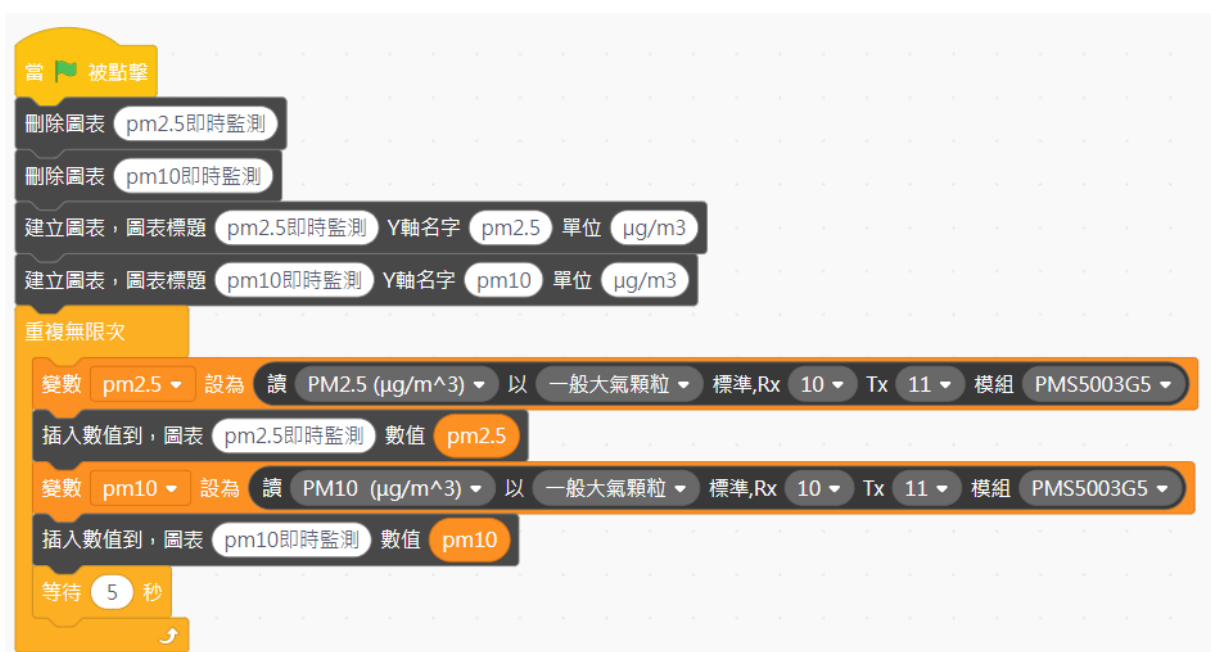 當 被點擊
刪除圖表 pm2.5即時監測
刪除圖表 pm10即時監測
建立圖表，圖表標題 pm2.5即時監測 Y軸名字 pm2.5 單位 μg/m3
建立圖表，圖表標題 pm10即時監測 Y軸名字 pm10 單位 μg/m3
重複無限次
變數 pm2.5 設為 讀 PM2.5 (μg/m^3) 以 一般大氣顆粒 標準,Rx 10 Tx 11 模組 PMS5003G5
插入數值到，圖表 pm2.5即時監測 數值 pm2.5
變數 pm10 設為 讀 PM10 (μg/m^3) 以 一般大氣顆粒 標準,Rx 10 Tx 11 模組 PMS5003G5
插入數值到，圖表 pm10即時監測 數值 pm10
等待 5 秒